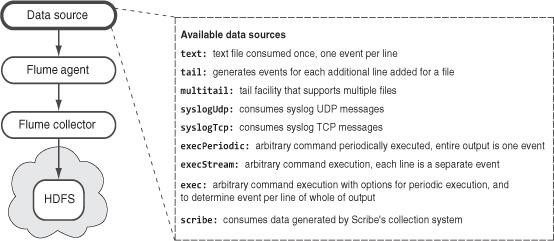 Data source
Flume agent
Flume collector
HDFS
Available data sources
text: text file consumed once, one event per line
tail: generates events for each additional line added for a file
multitail: tail facility that supports multiple files
syslogUdp: consumes syslog UDP messages
syslogTcp: consumes syslog TCP messages
execPeriodic: arbitrary command periodically executed, entire output is one event
execStream: arbitrary command execution, each line is a separate event
exec: arbitrary command execution with options for periodic execution, and
to determine event per line of whole of output
scribe: consumes data generated by Scribe's collection system